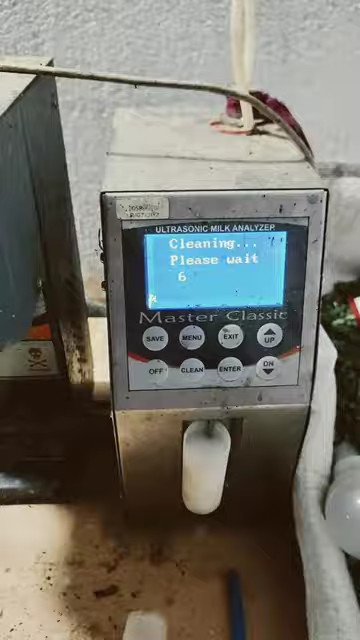 ULTRASONIC MILK ANALYZER
Cleaning...
Please wait
6
Master Classic
SAVE
MENU
EXIT
UP
OFF
CLEAN
ENTER
ON